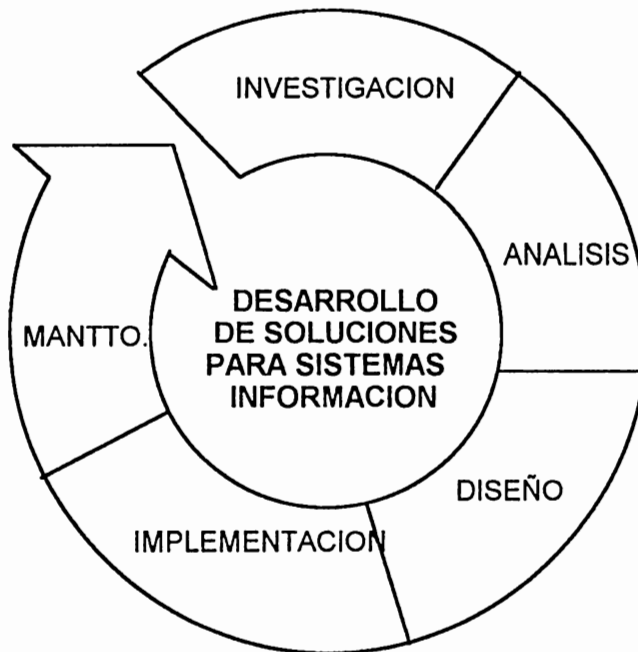 INVESTIGACION
ANALISIS
DISEÑO
IMPLEMENTACION
MANTTO.
DESARROLLO
DE SOLUCIONES
PARA SISTEMAS
INFORMACION